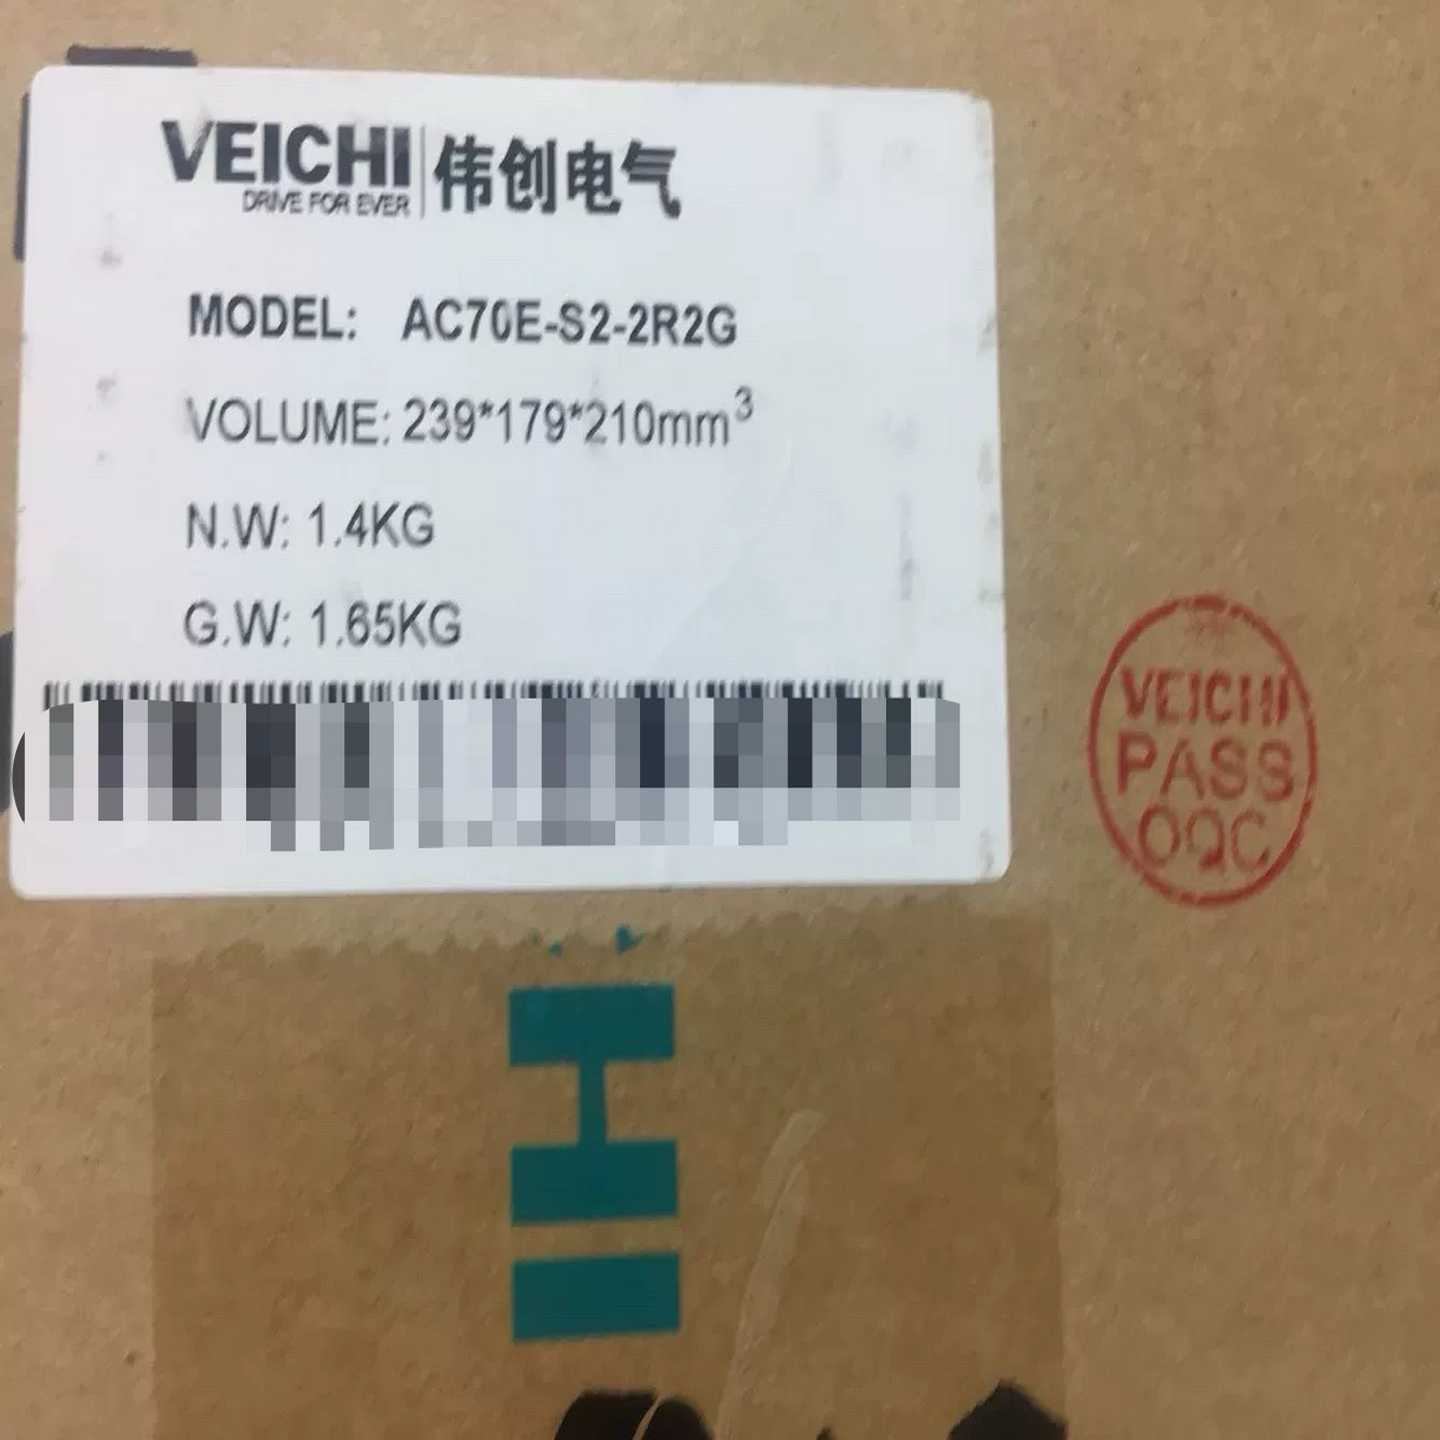 VEICHI 伟创电气
DRIVE FOR EVER
MODEL: AC70E-S2-2R2G
VOLUME: 239*179*210mm³
N.W: 1.4KG
G.W: 1.65KG
VEICHI
PASS
OQC
HI